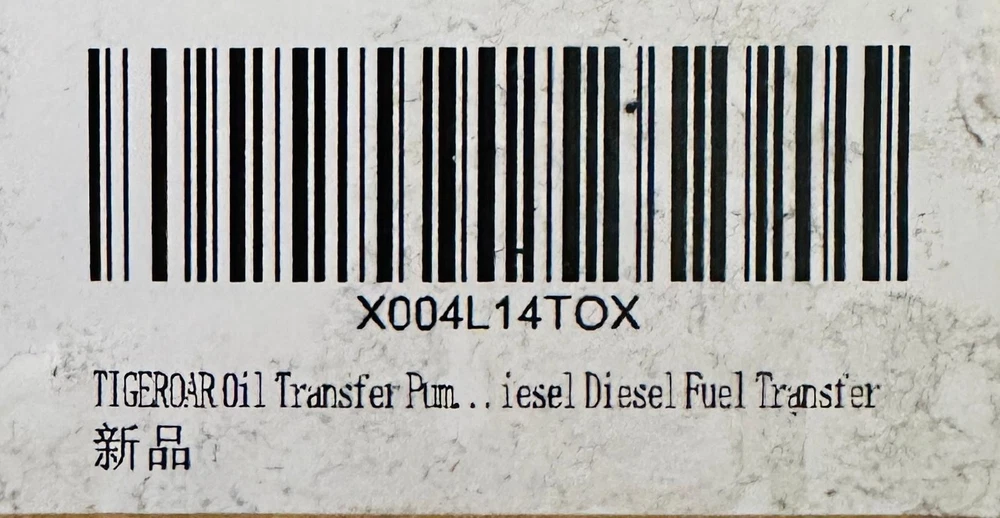 X004L14TOX
TIGEROAR Oil Transfer Pum...iesel Diesel Fuel Transfer
新品